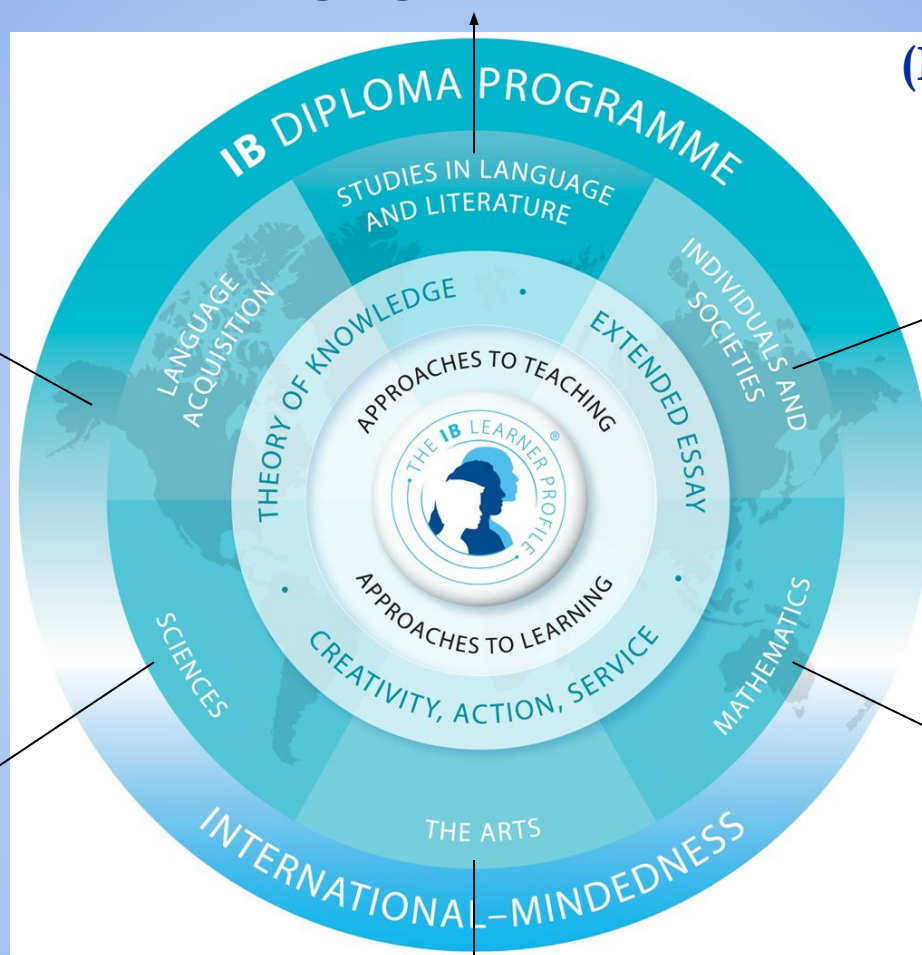 IB DIPLOMA PROGRAMME
STUDIES IN LANGUAGE
AND LITERATURE
LANGUAGE
ACQUISITION
INDIVIDUALS AND
SOCIETIES
THEORY OF KNOWLEDGE
EXTENDED ESSAY
APPROACHES TO TEACHING
• THE IB LEARNER PROFILE •
®
APPROACHES TO LEARNING
CREATIVITY, ACTION, SERVICE
SCIENCES
MATHEMATICS
THE ARTS
INTERNATIONAL–MINDEDNESS